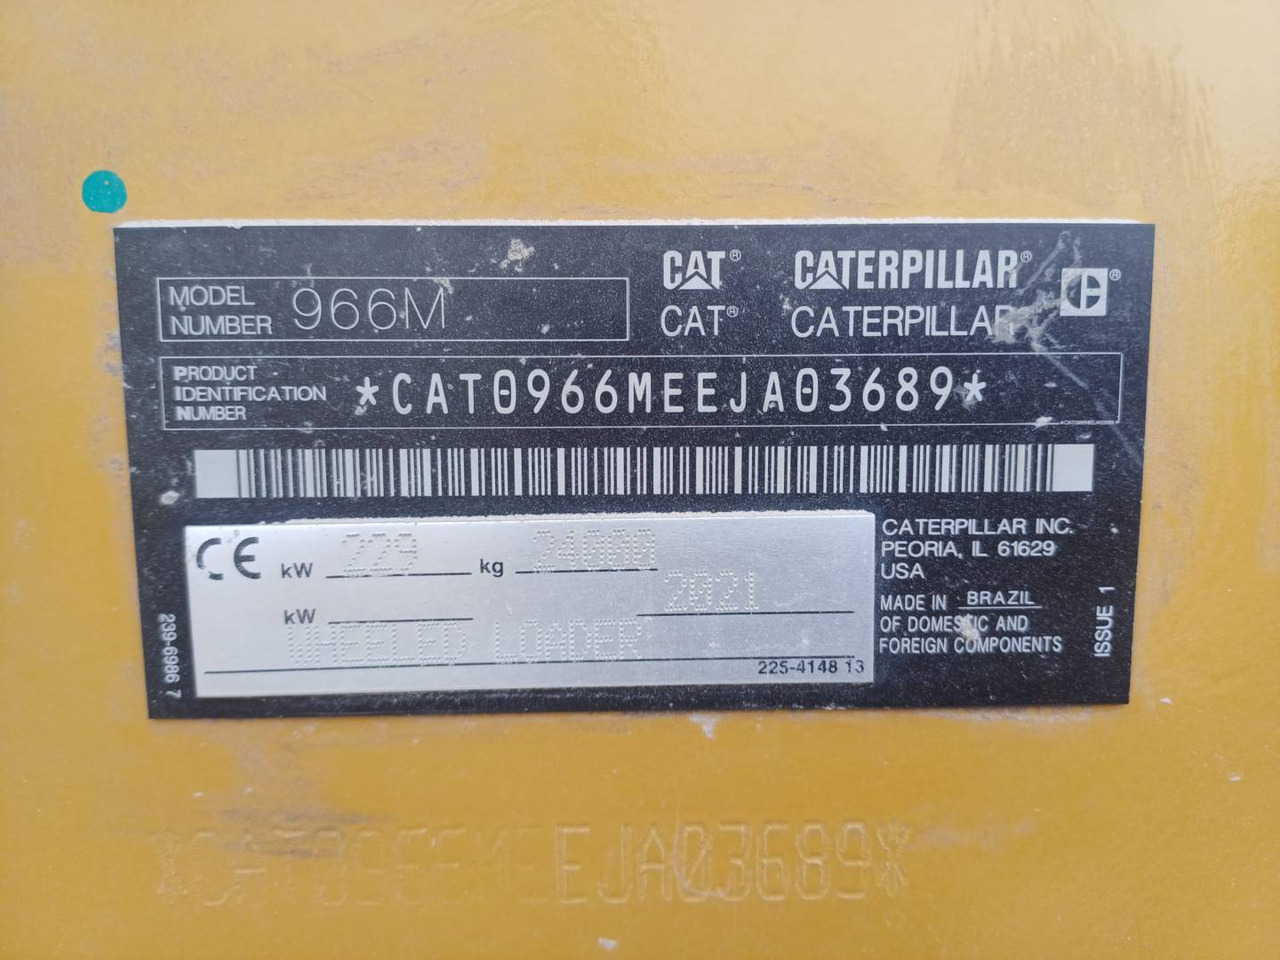 CAT® CATERPILLAR® ®
CAT® CATERPILLAR
MODEL NUMBER 966M
PRODUCT IDENTIFICATION NUMBER *CAT0966MEEJA03689*
CE kW 229 kg 24000
kW 2021
WHEELED LOADER
225-4148 13
CATERPILLAR INC.
PEORIA, IL 61629
USA
MADE IN BRAZIL
OF DOMESTIC AND
FOREIGN COMPONENTS
ISSUE 1
239-6986 7
*CAT0966MEEJA03689*